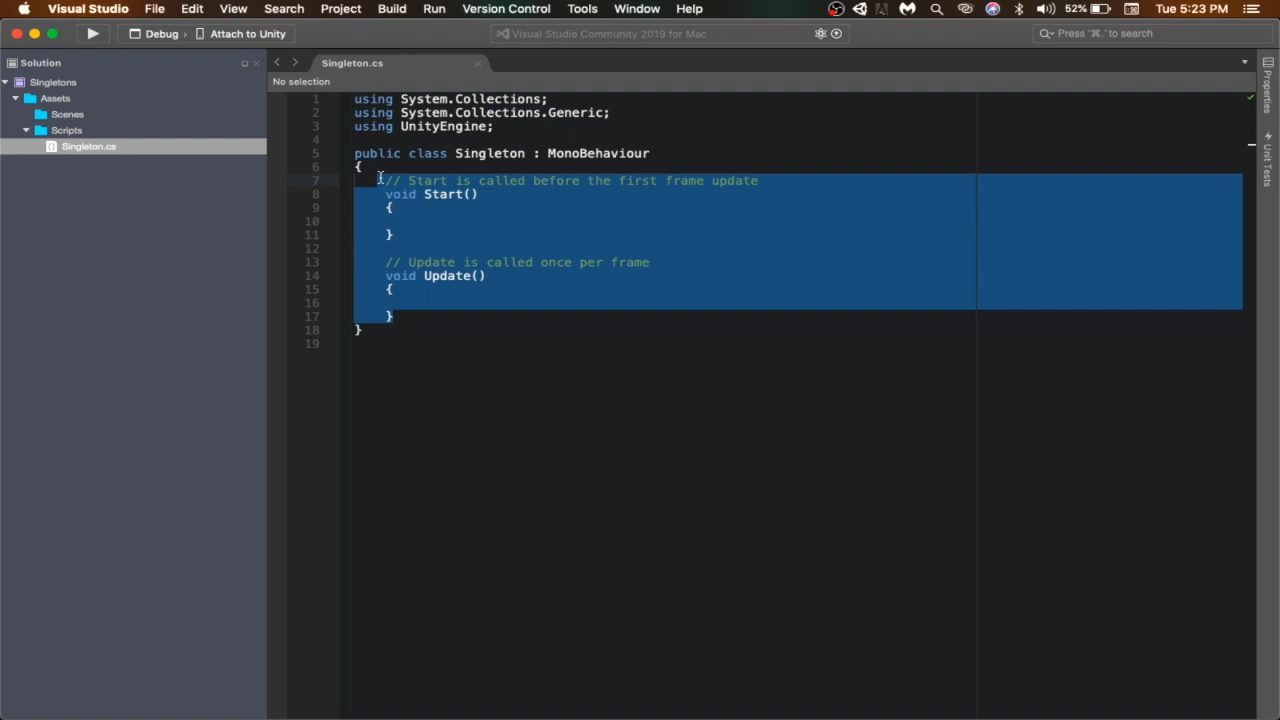 Visual Studio File Edit View Search Project Build Run Version Control Tools Window Help 52% Tue 5:23 PM
Debug › Attach to Unity Visual Studio Community 2019 for Mac Press '⌘.' to search
Solution
SIngletons
Assets
Scenes
Scripts
Singleton.cs
Singleton.cs
No selection
1 using System.Collections;
2 using System.Collections.Generic;
3 using UnityEngine;
4
5 public class Singleton : MonoBehaviour
6 {
7 // Start is called before the first frame update
8 void Start()
9 {
10
11 }
12
13 // Update is called once per frame
14 void Update()
15 {
16
17 }
18 }
19
Properties
Unit Tests